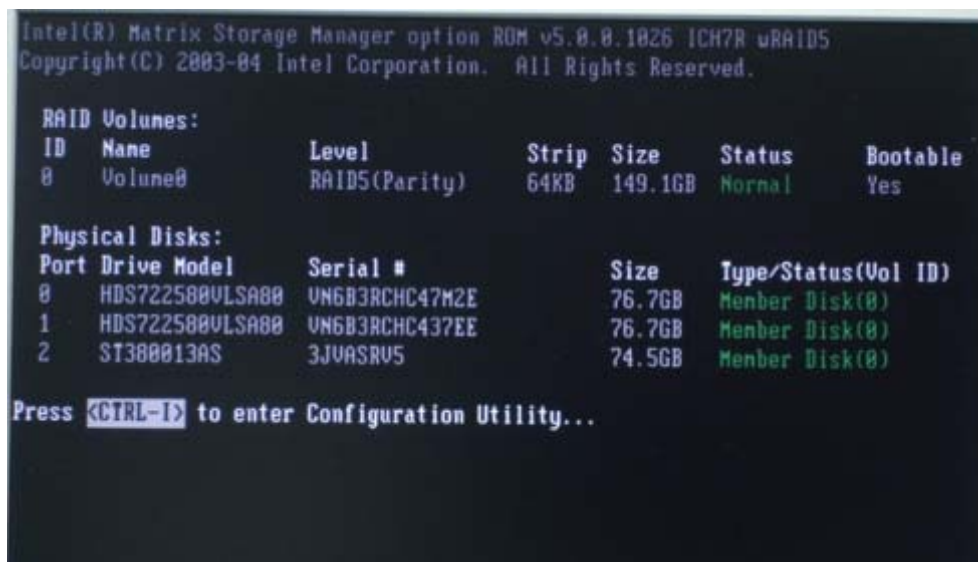 Intel(R) Matrix Storage Manager option ROM v5.0.0.1026 ICH7R wRAID5
Copyright(C) 2003-04 Intel Corporation. All Rights Reserved.
RAID Volumes:
ID Name Level Strip Size Status Bootable
0 Volume0 RAID5(Parity) 64KB 149.1GB Normal Yes
Physical Disks:
Port Drive Model Serial # Size Type/Status(Vol ID)
0 HDS722580VLSA80 VN6B3RCHC47M2E 76.7GB Member Disk(0)
1 HDS722580VLSA80 VN6B3RCHC437EE 76.7GB Member Disk(0)
2 ST380013AS 3JVASRV5 74.5GB Member Disk(0)
Press <CTRL-I> to enter Configuration Utility...